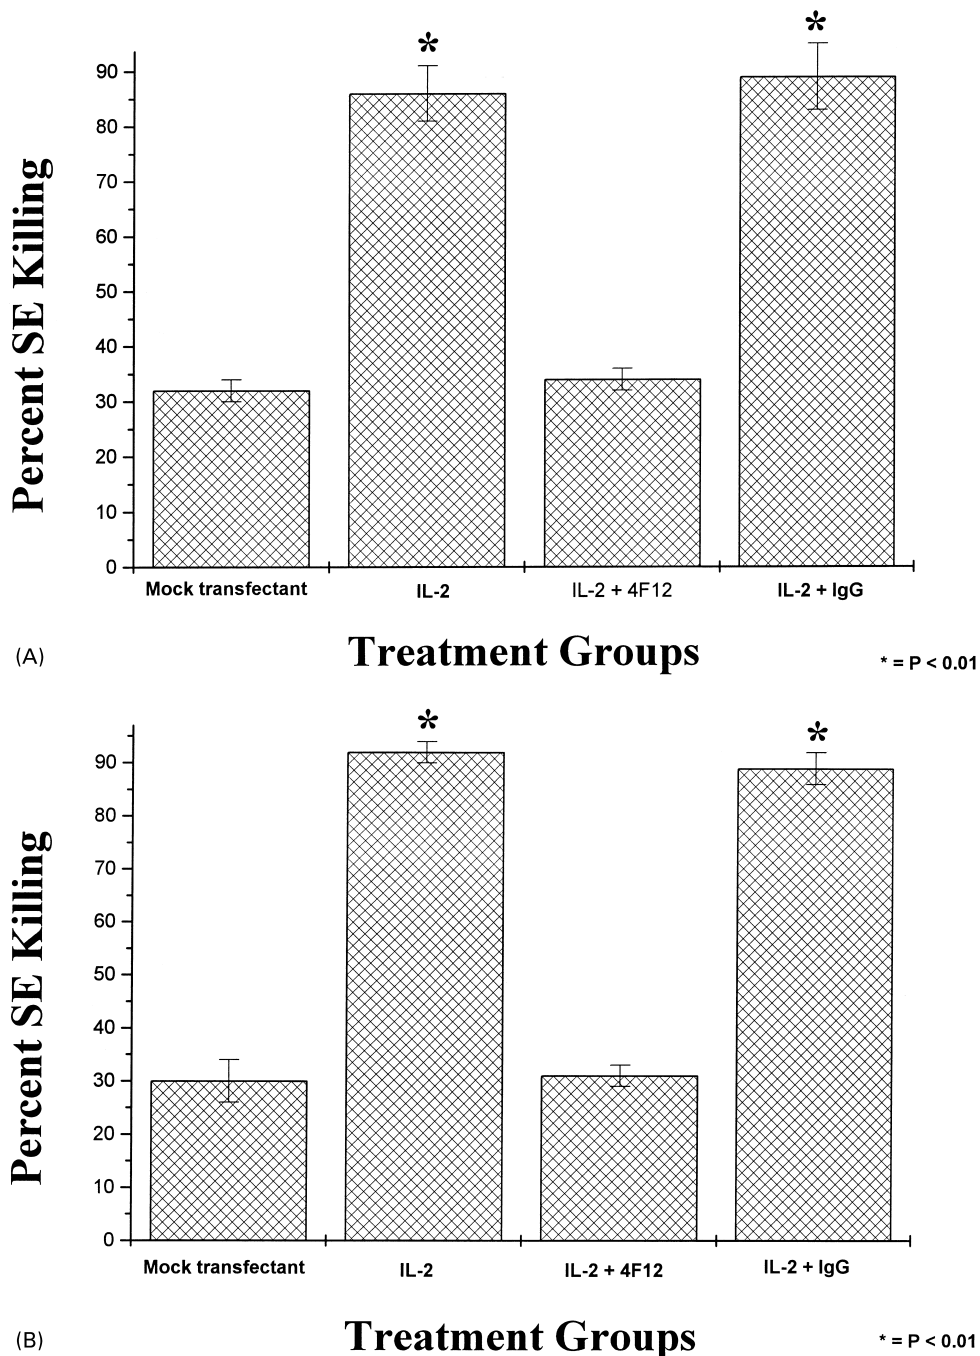 *
*
90
80
70
60
50
40
30
20
10
0
Percent SE Killing
Mock transfectant
IL-2
IL-2 + 4F12
IL-2 + IgG
(A)
Treatment Groups
* = P < 0.01
*
*
90
80
70
60
50
40
30
20
10
0
Percent SE Killing
Mock transfectant
IL-2
IL-2 + 4F12
IL-2 + IgG
(B)
Treatment Groups
* = P < 0.01